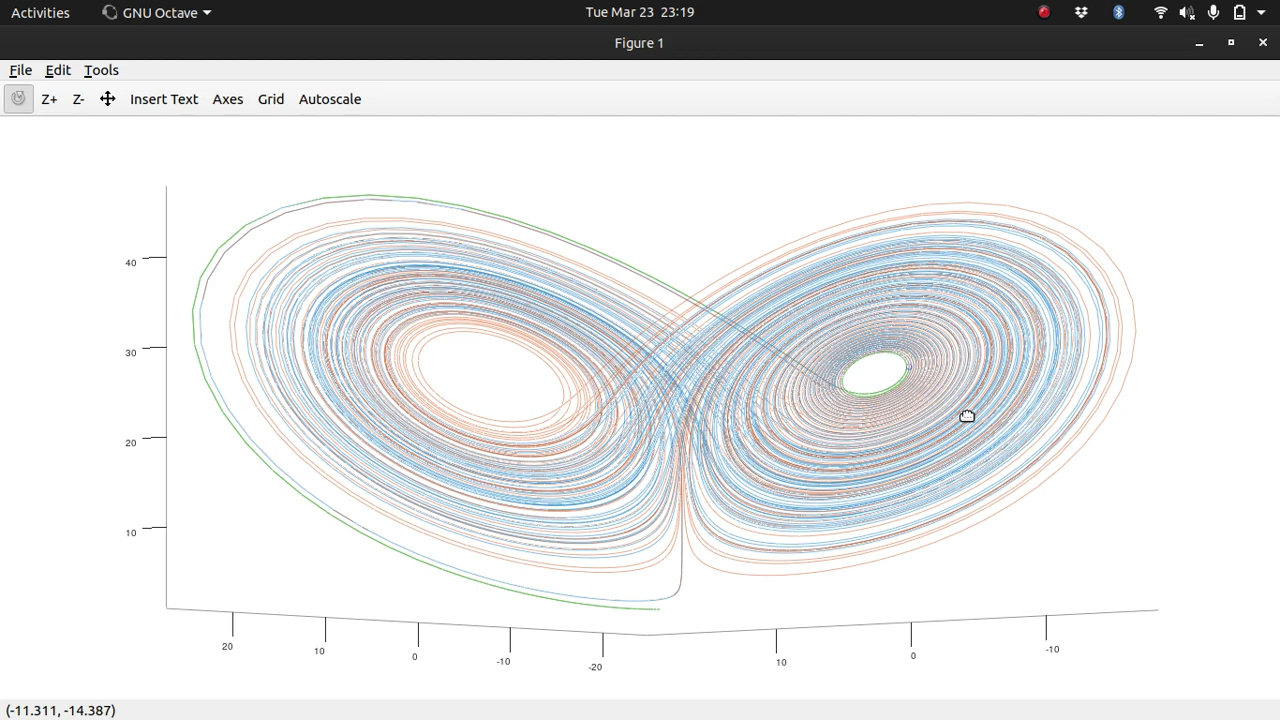 Activities GNU Octave Tue Mar 23 23:19
Figure 1
File Edit Tools
Z+ Z- Insert Text Axes Grid Autoscale
40
30
20
10
20 10 0 -10 -20 10 0 -10
(-11.311, -14.387)